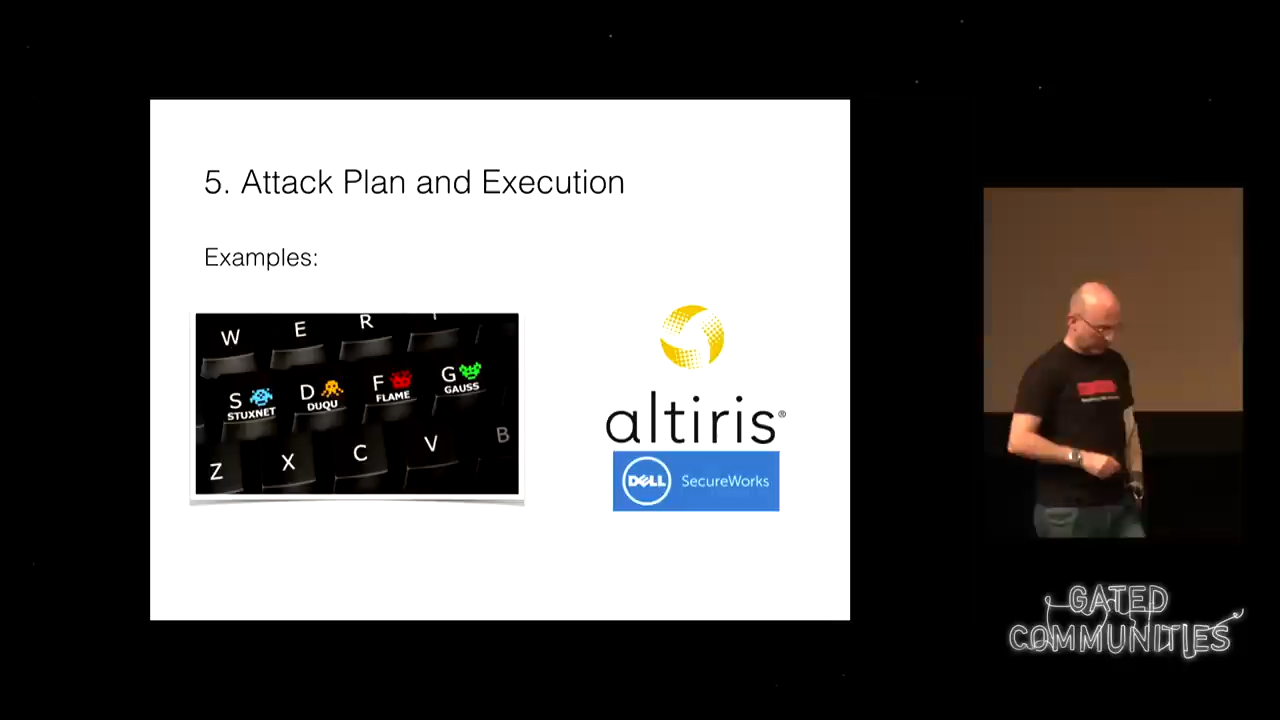 5. Attack Plan and Execution
Examples:
W E R
S STUXNET
D DUQU
F FLAME
G GAUSS
Z X C V B
altiris®
DELL SecureWorks
GATED
COMMUNITIES